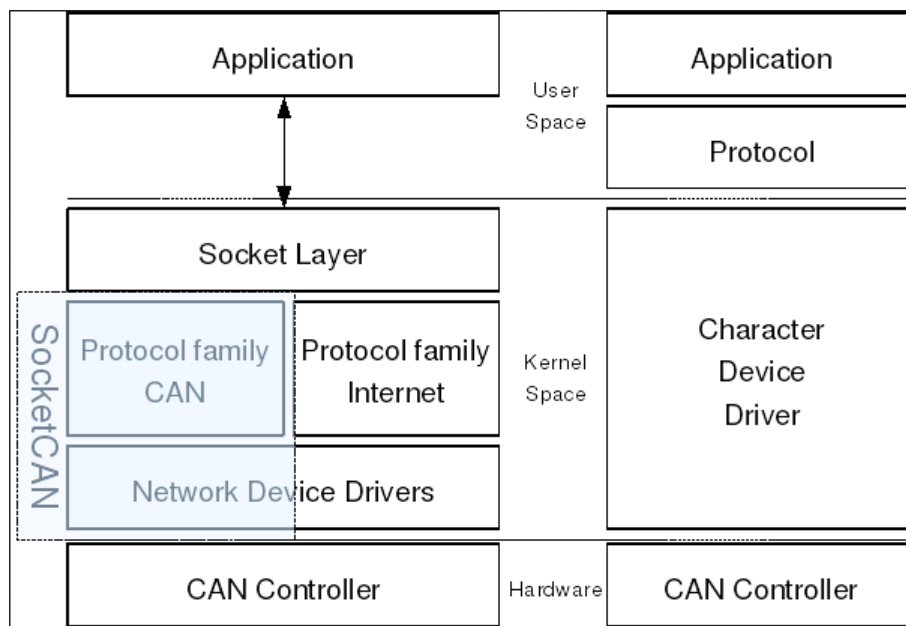 Application
User
Space
Application
Protocol
Socket Layer
SocketCAN
Protocol family
CAN
Protocol family
Internet
Kernel
Space
Character
Device
Driver
Network Device Drivers
CAN Controller
Hardware
CAN Controller